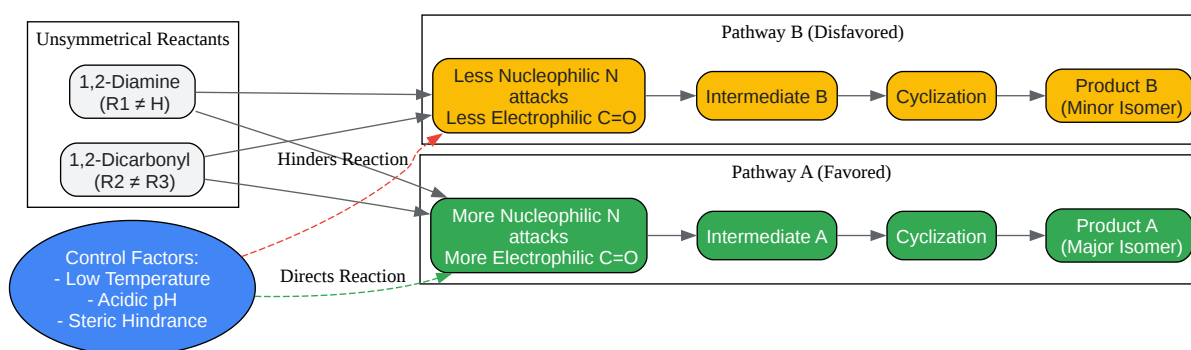 Unsymmetrical Reactants
1,2-Diamine
(R1 ≠ H)
1,2-Dicarbonyl
(R2 ≠ R3)
Control Factors:
- Low Temperature
- Acidic pH
- Steric Hindrance
Hinders Reaction
Directs Reaction
Pathway B (Disfavored)
Less Nucleophilic N
attacks
Less Electrophilic C=O
Intermediate B
Cyclization
Product B
(Minor Isomer)
Pathway A (Favored)
More Nucleophilic N
attacks
More Electrophilic C=O
Intermediate A
Cyclization
Product A
(Major Isomer)